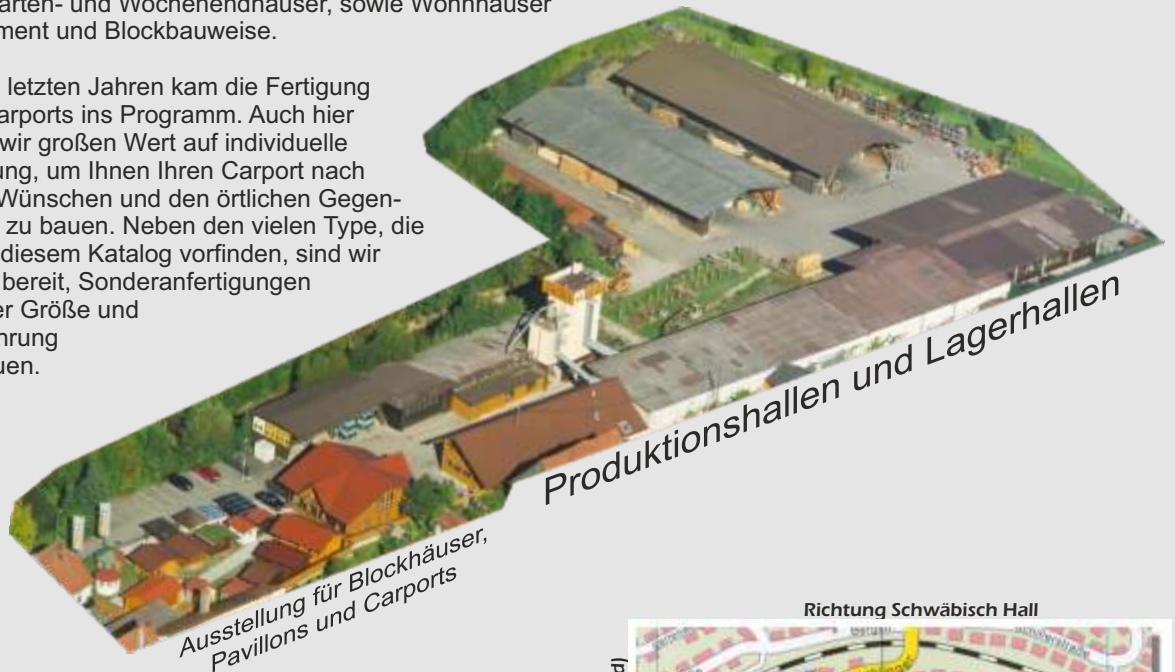 arten- und Wochenendhäuser, sowie Wohnhäuser
ment und Blockbauweise.
letzten Jahren kam die Fertigung
arports ins Programm. Auch hier
wir großen Wert auf individuelle
ung, um Ihnen Ihren Carport nach
Wünschen und den örtlichen Gegen-
zu bauen. Neben den vielen Type, die
diesem Katalog vorfinden, sind wir
bereit, Sonderanfertigungen
er Größe und
hrung
uen.
Produktionshallen und Lagerhallen
Ausstellung für Blockhäuser,
Pavillons und Carports
Richtung Schwäbisch Hall